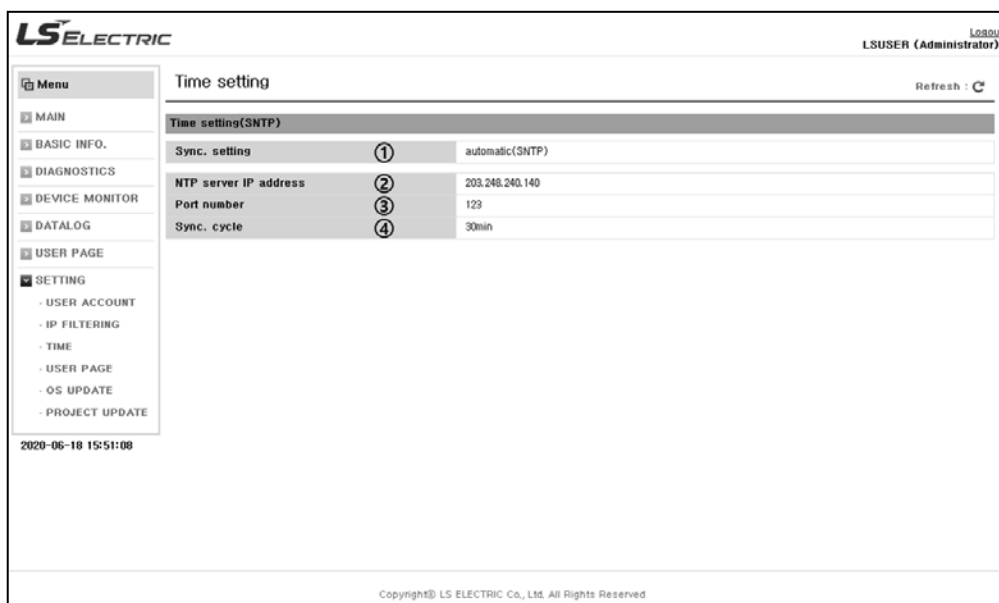 LS ELECTRIC
Logou
LSUSER (Administrator)
Menu
MAIN
BASIC INFO.
DIAGNOSTICS
DEVICE MONITOR
DATALOG
USER PAGE
SETTING
· USER ACCOUNT
· IP FILTERING
· TIME
· USER PAGE
· OS UPDATE
· PROJECT UPDATE
2020-06-18 15:51:08
Time setting
Refresh :
Time setting(SNTP)
Sync. setting ① automatic(SNTP)
NTP server IP address ② 203.248.240.140
Port number ③ 123
Sync. cycle ④ 30min
Copyright® LS ELECTRIC Co., Ltd. All Rights Reserved